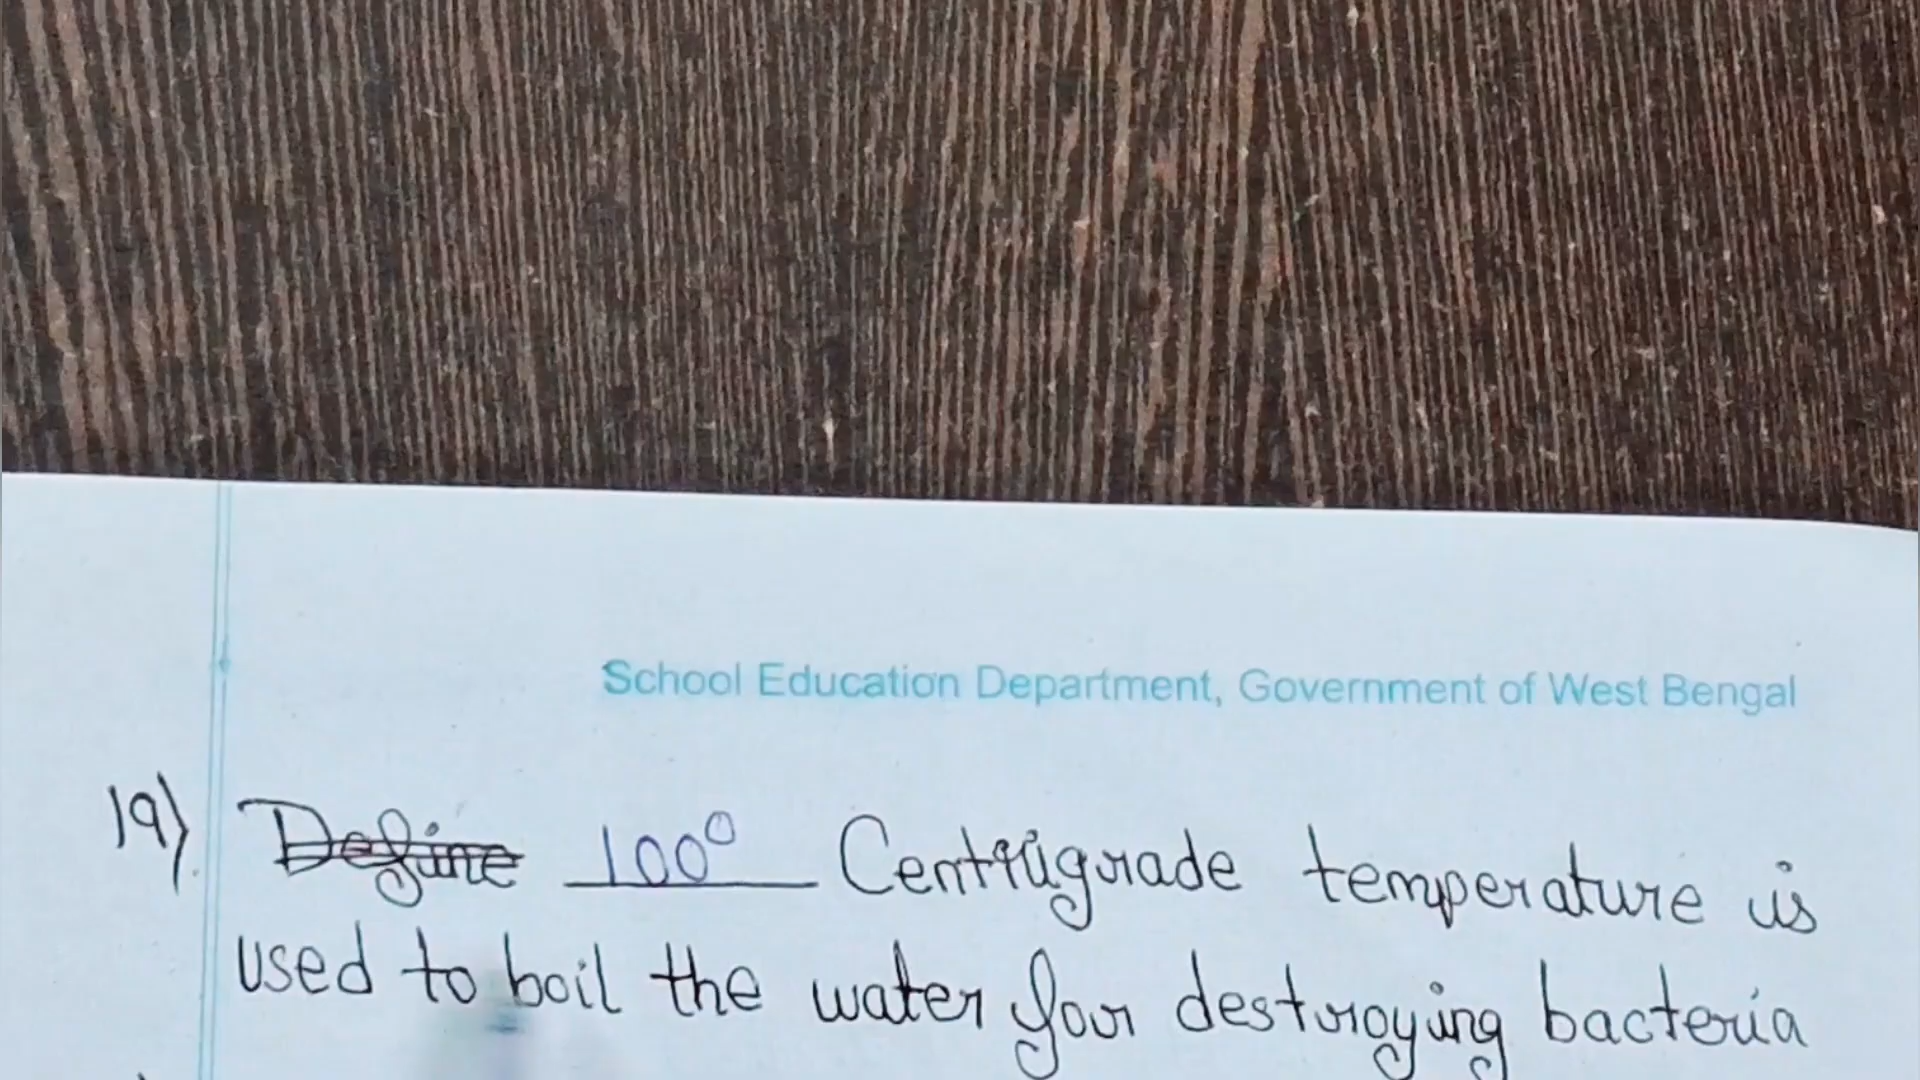 School Education Department, Government of West Bengal
19) Define 100° Centrigrade temperature is
used to boil the water for destroying bacteria